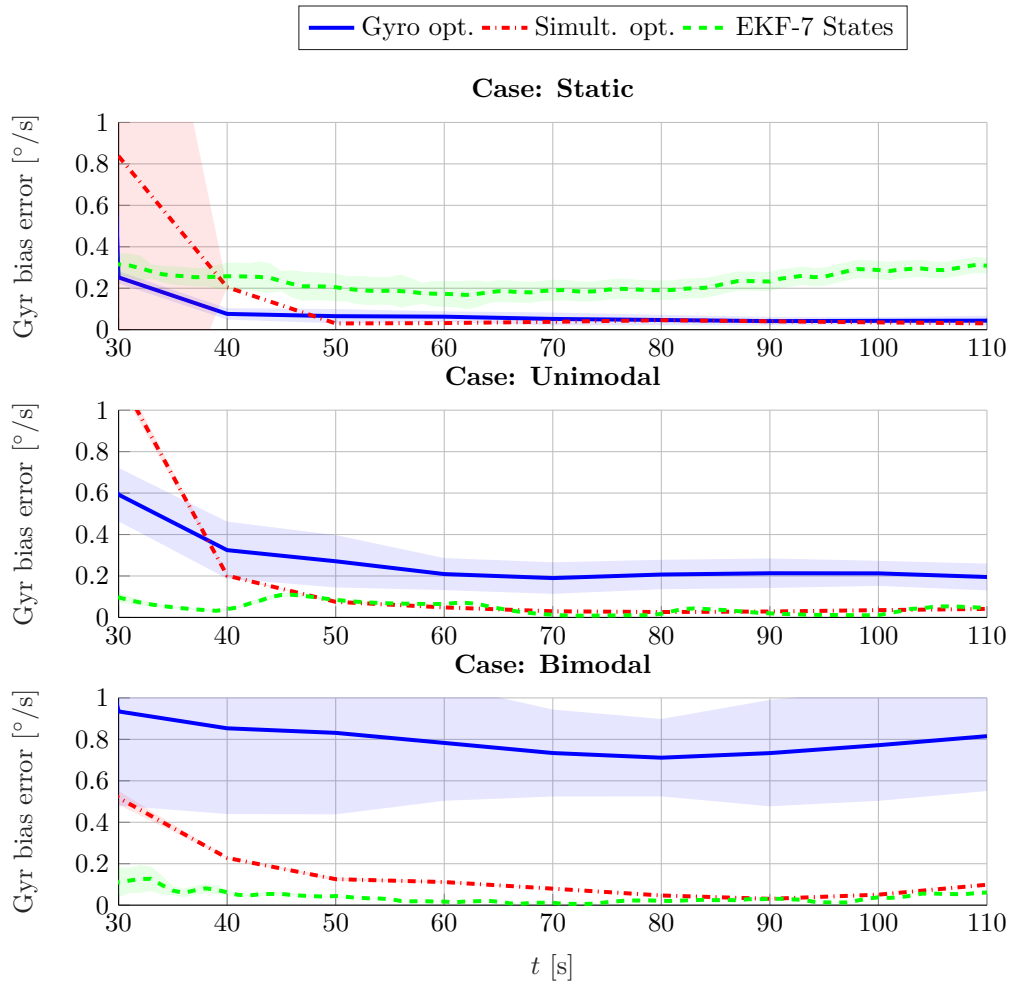 Gyro opt. Simult. opt. EKF-7 States
Case: Static
Gyr bias error [°/s]
1
0.8
0.6
0.4
0.2
0
30 40 50 60 70 80 90 100 110
Case: Unimodal
Gyr bias error [°/s]
1
0.8
0.6
0.4
0.2
0
30 40 50 60 70 80 90 100 110
Case: Bimodal
Gyr bias error [°/s]
1
0.8
0.6
0.4
0.2
0
30 40 50 60 70 80 90 100 110
t [s]